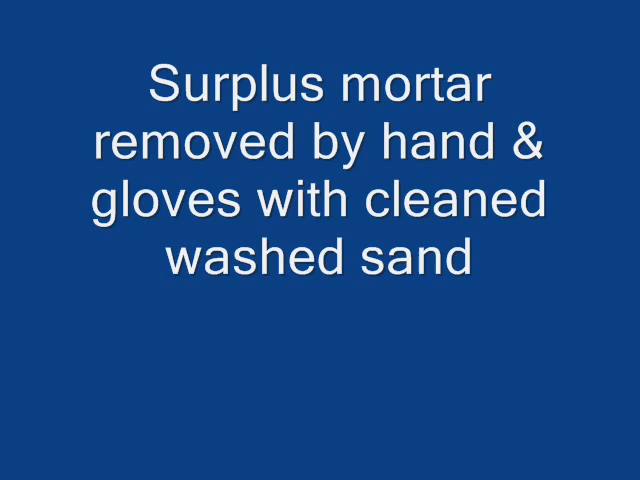 Surplus mortar
removed by hand &
gloves with cleaned
washed sand